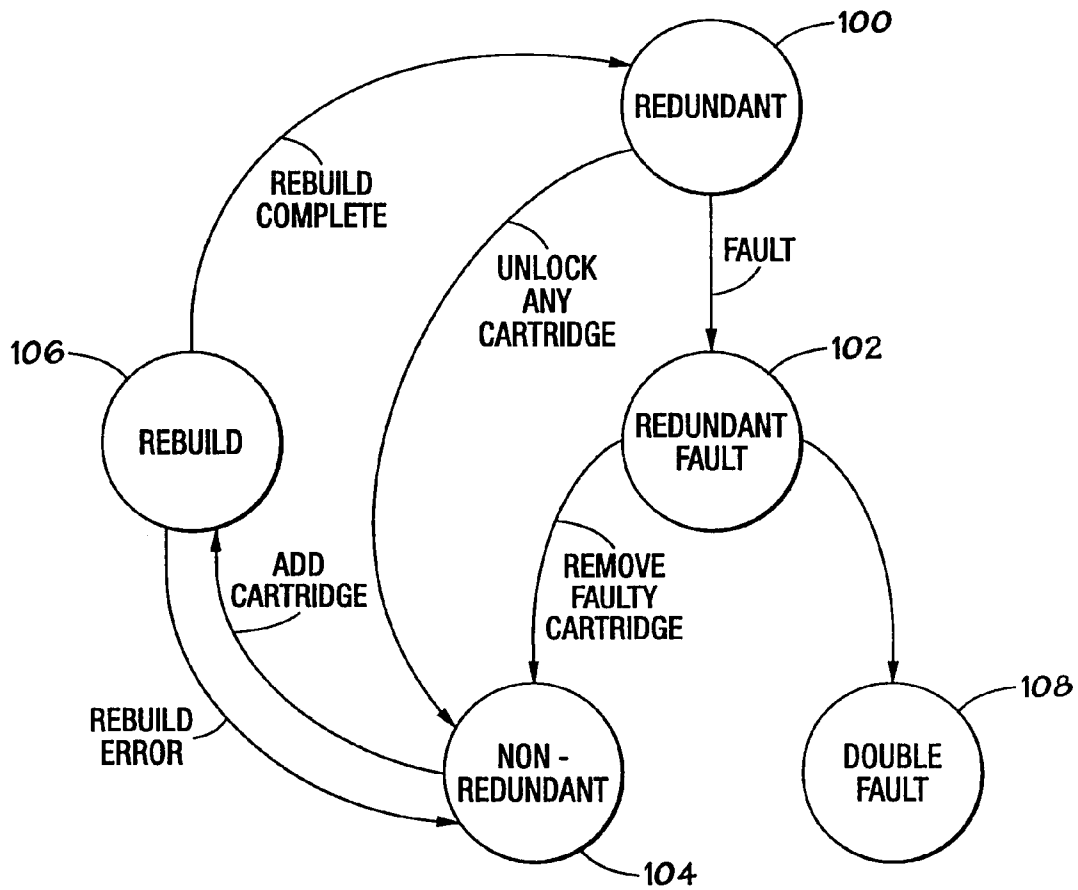 100
REDUNDANT
REBUILD
COMPLETE
UNLOCK
ANY
CARTRIDGE
FAULT
106
102
REBUILD
REDUNDANT
FAULT
ADD
CARTRIDGE
REMOVE
FAULTY
CARTRIDGE
REBUILD
ERROR
NON -
REDUNDANT
108
DOUBLE
FAULT
104